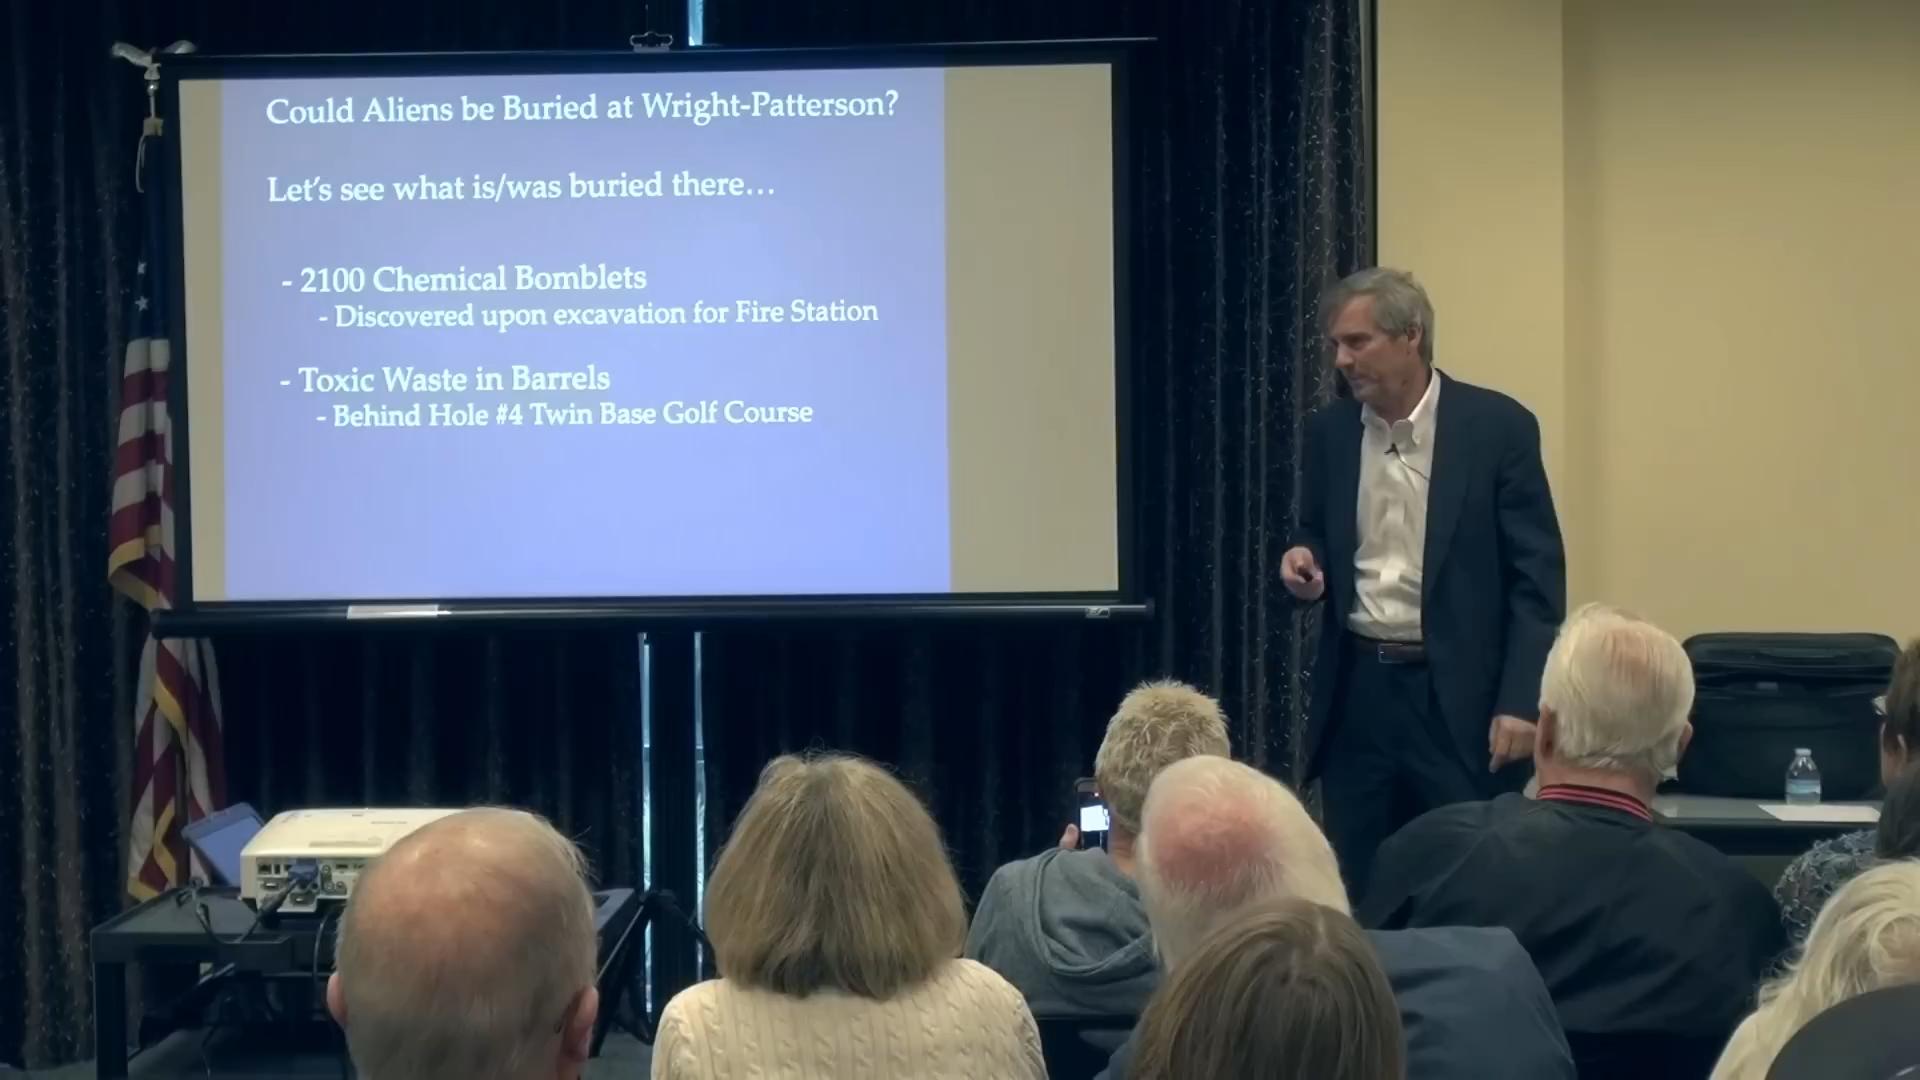 Could Aliens be Buried at Wright-Patterson?
Let's see what is/was buried there...
- 2100 Chemical Bomblets
- Discovered upon excavation for Fire Station
- Toxic Waste in Barrels
- Behind Hole #4 Twin Base Golf Course